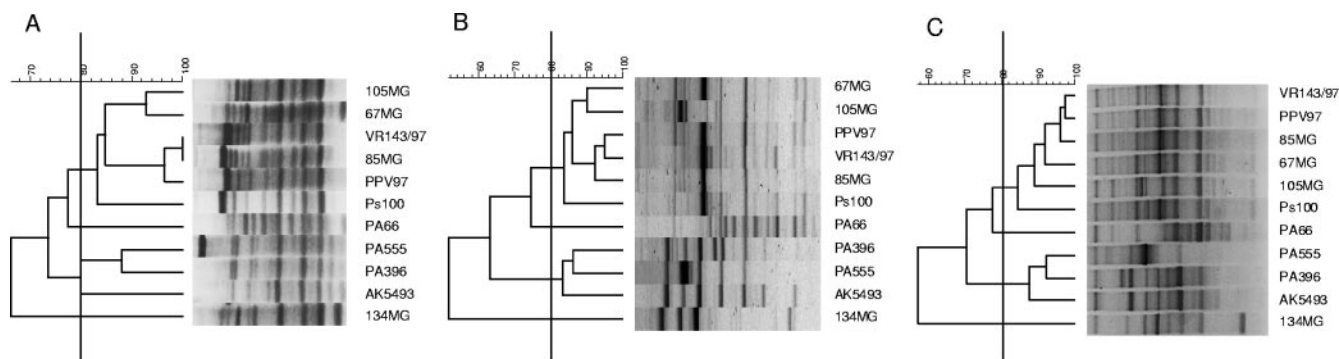 A
70 80 90 100
105MG
67MG
VR143/97
85MG
PPV97
Ps100
PA66
PA555
PA396
AK5493
134MG
B
60 70 80 90 100
67MG
105MG
PPV97
VR143/97
85MG
Ps100
PA66
PA396
PA555
AK5493
134MG
C
60 70 80 90 100
VR143/97
PPV97
85MG
67MG
105MG
Ps100
PA66
PA555
PA396
AK5493
134MG